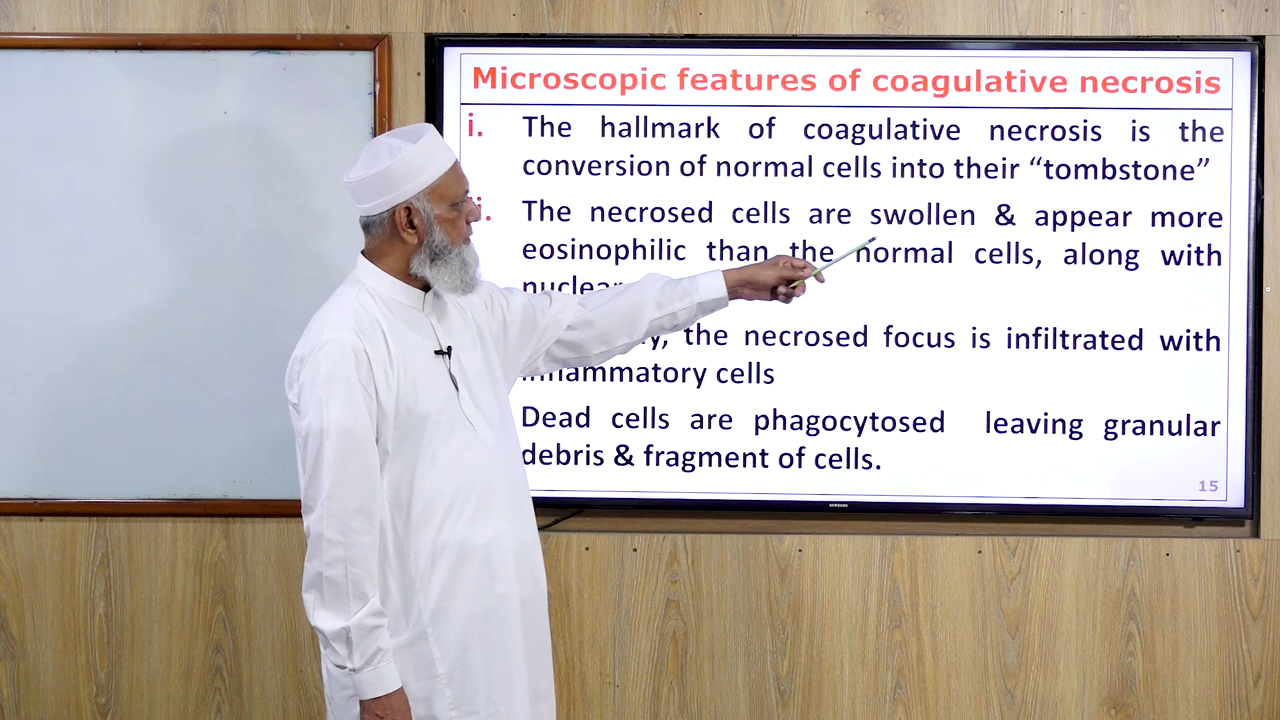 Microscopic features of coagulative necrosis
i. The hallmark of coagulative necrosis is the
conversion of normal cells into their “tombstone”
The necrosed cells are swollen & appear more
eosinophilic than the normal cells, along with
the necrosed focus is infiltrated with
inflammatory cells
Dead cells are phagocytosed leaving granular
debris & fragment of cells.
15
SAMSUNG